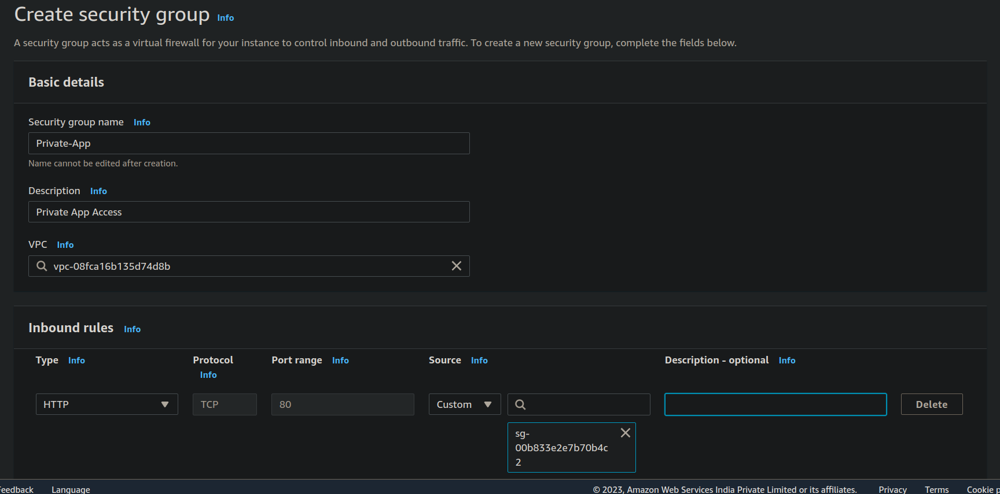 Create security group Info
A security group acts as a virtual firewall for your instance to control inbound and outbound traffic. To create a new security group, complete the fields below.
Basic details
Security group name Info
Private-App
Name cannot be edited after creation.
Description Info
Private App Access
VPC Info
vpc-08fca16b135d74d8b
Inbound rules Info
Type Info Protocol Info Port range Info Source Info Description - optional Info
HTTP TCP 80 Custom Delete
sg-
00b833e2e7b70b4c
2
Feedback Language © 2023, Amazon Web Services India Private Limited or its affiliates. Privacy Terms Cookie p